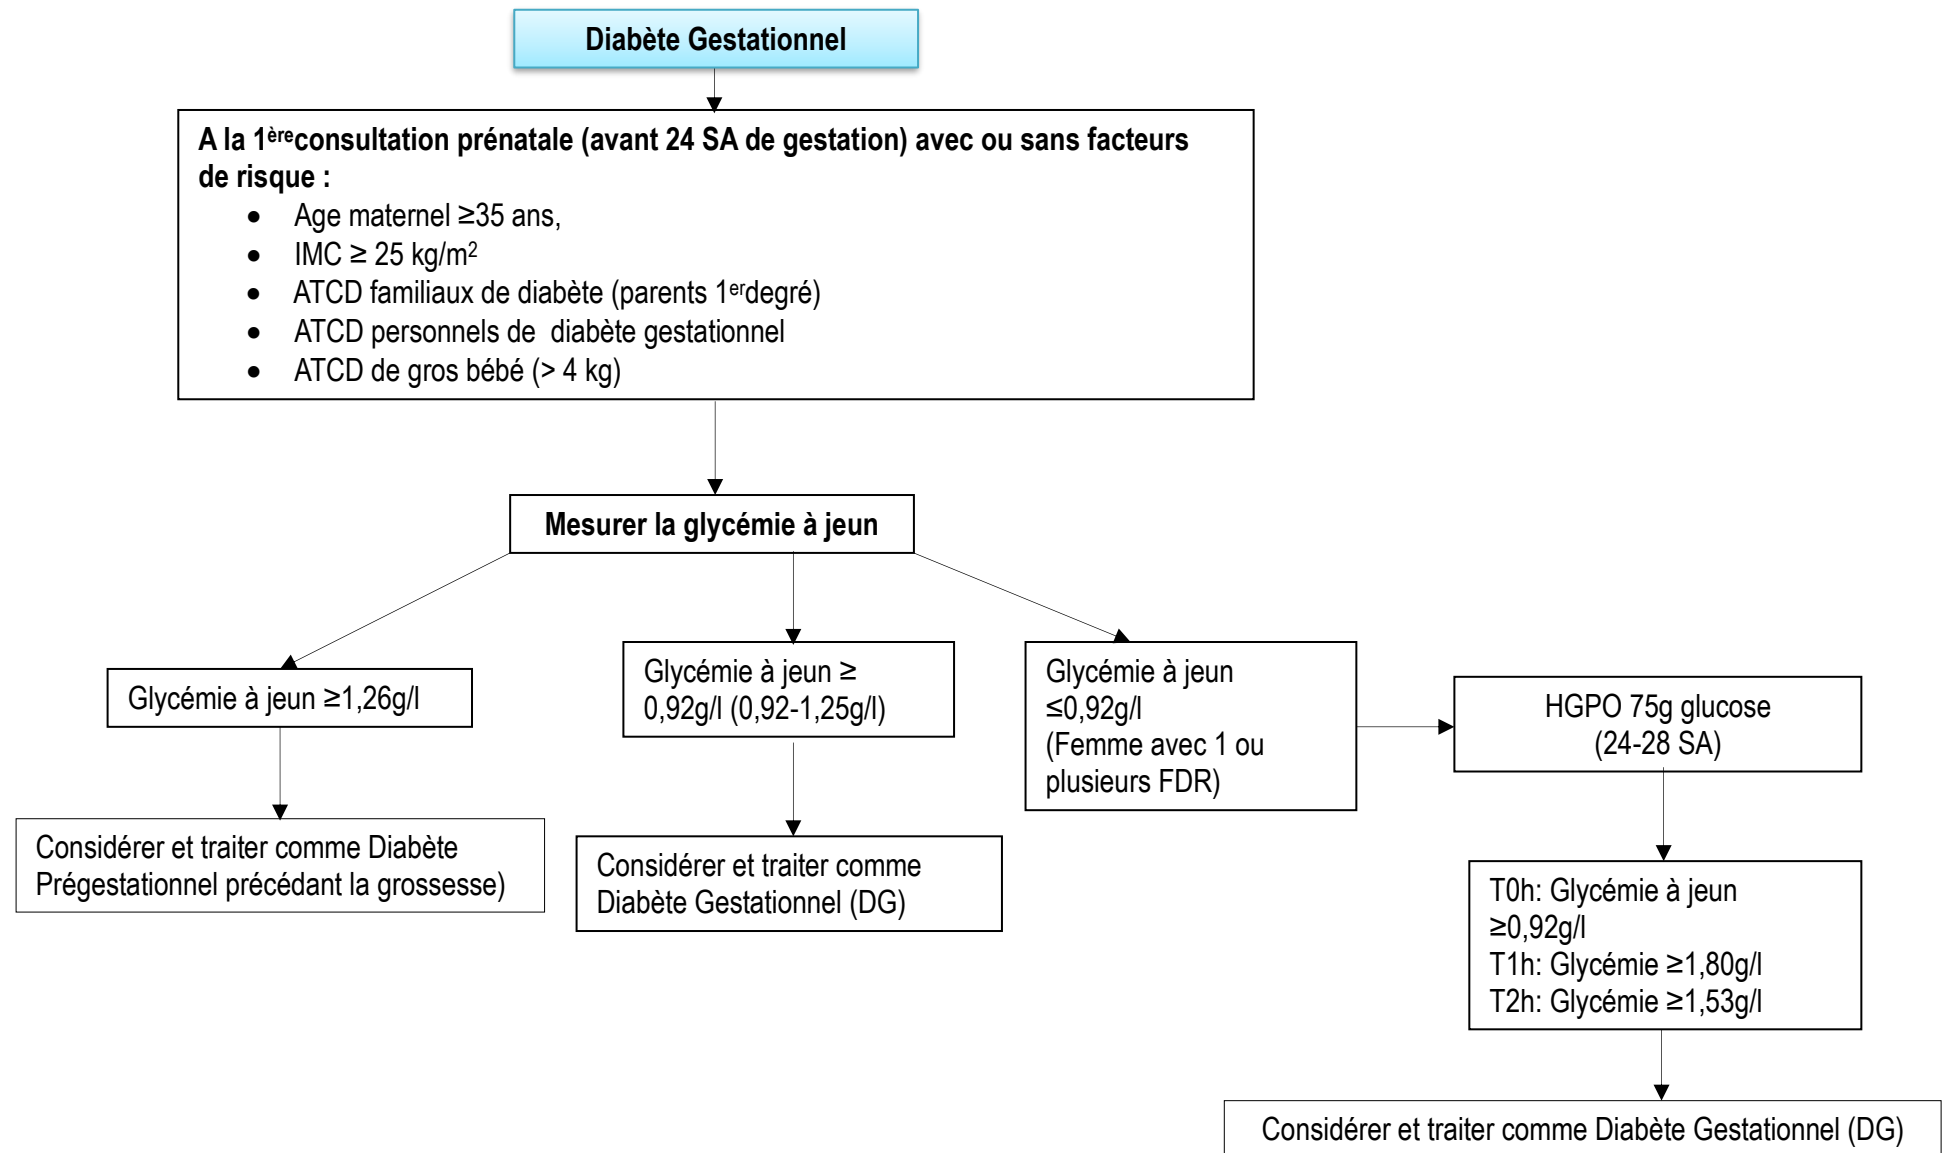 Diabète Gestationnel
A la 1ère consultation prénatale (avant 24 SA de gestation) avec ou sans facteurs
de risque :
• Age maternel ≥35 ans,
• IMC ≥ 25 kg/m²
• ATCD familiaux de diabète (parents 1er degré)
• ATCD personnels de diabète gestationnel
• ATCD de gros bébé (> 4 kg)
Mesurer la glycémie à jeun
Glycémie à jeun ≥1,26g/l
Considérer et traiter comme Diabète
Prégestationnel précédant la grossesse)
Glycémie à jeun ≥
0,92g/l (0,92-1,25g/l)
Considérer et traiter comme
Diabète Gestationnel (DG)
Glycémie à jeun
≤0,92g/l
(Femme avec 1 ou
plusieurs FDR)
HGPO 75g glucose
(24-28 SA)
T0h: Glycémie à jeun
≥0,92g/l
T1h: Glycémie ≥1,80g/l
T2h: Glycémie ≥1,53g/l
Considérer et traiter comme Diabète Gestationnel (DG)